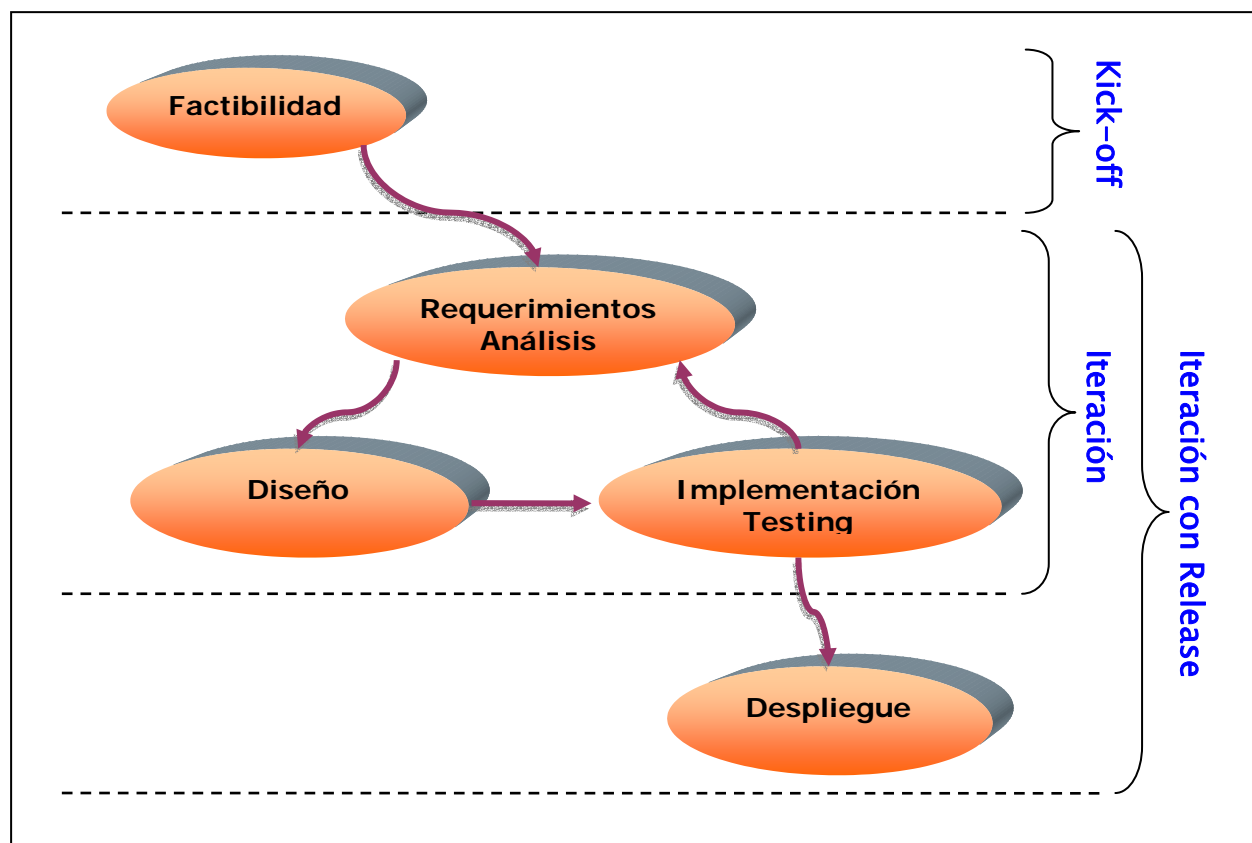 Factibilidad
Kick-off
Requerimientos
Análisis
Iteración
Iteración con Release
Diseño
Implementación
Testing
Despliegue